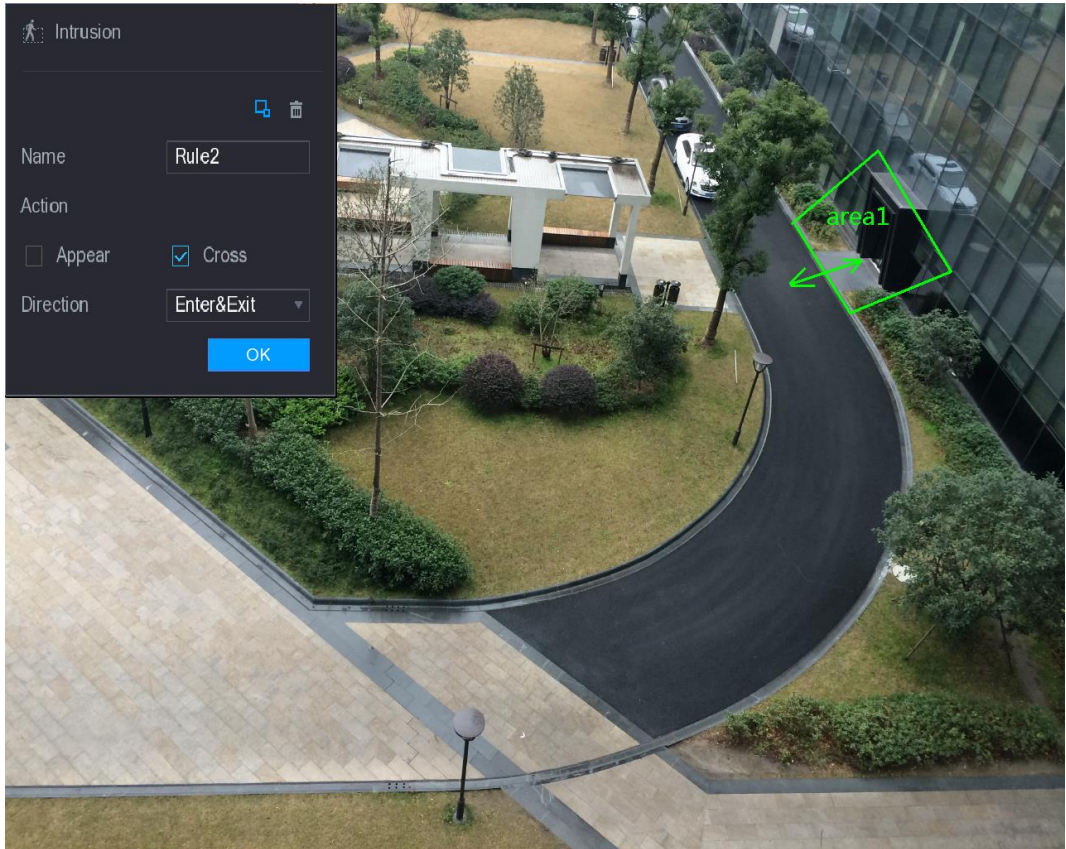 Intrusion
Name Rule2
Action
Appear Cross
Direction Enter&Exit
OK
area1